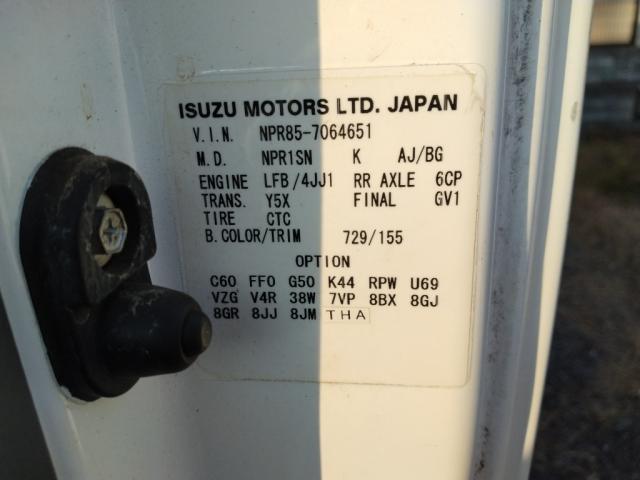 ISUZU MOTORS LTD. JAPAN
V.I.N. NPR85-7064651
M.D. NPR1SN K AJ/BG
ENGINE LFB/4JJ1 RR AXLE 6CP
TRANS. Y5X FINAL GV1
TIRE CTC
B.COLOR/TRIM 729/155
OPTION
C60 FF0 G50 K44 RPW U69
VZG V4R 38W 7VP 8BX 8GJ
8GR 8JJ 8JM THA